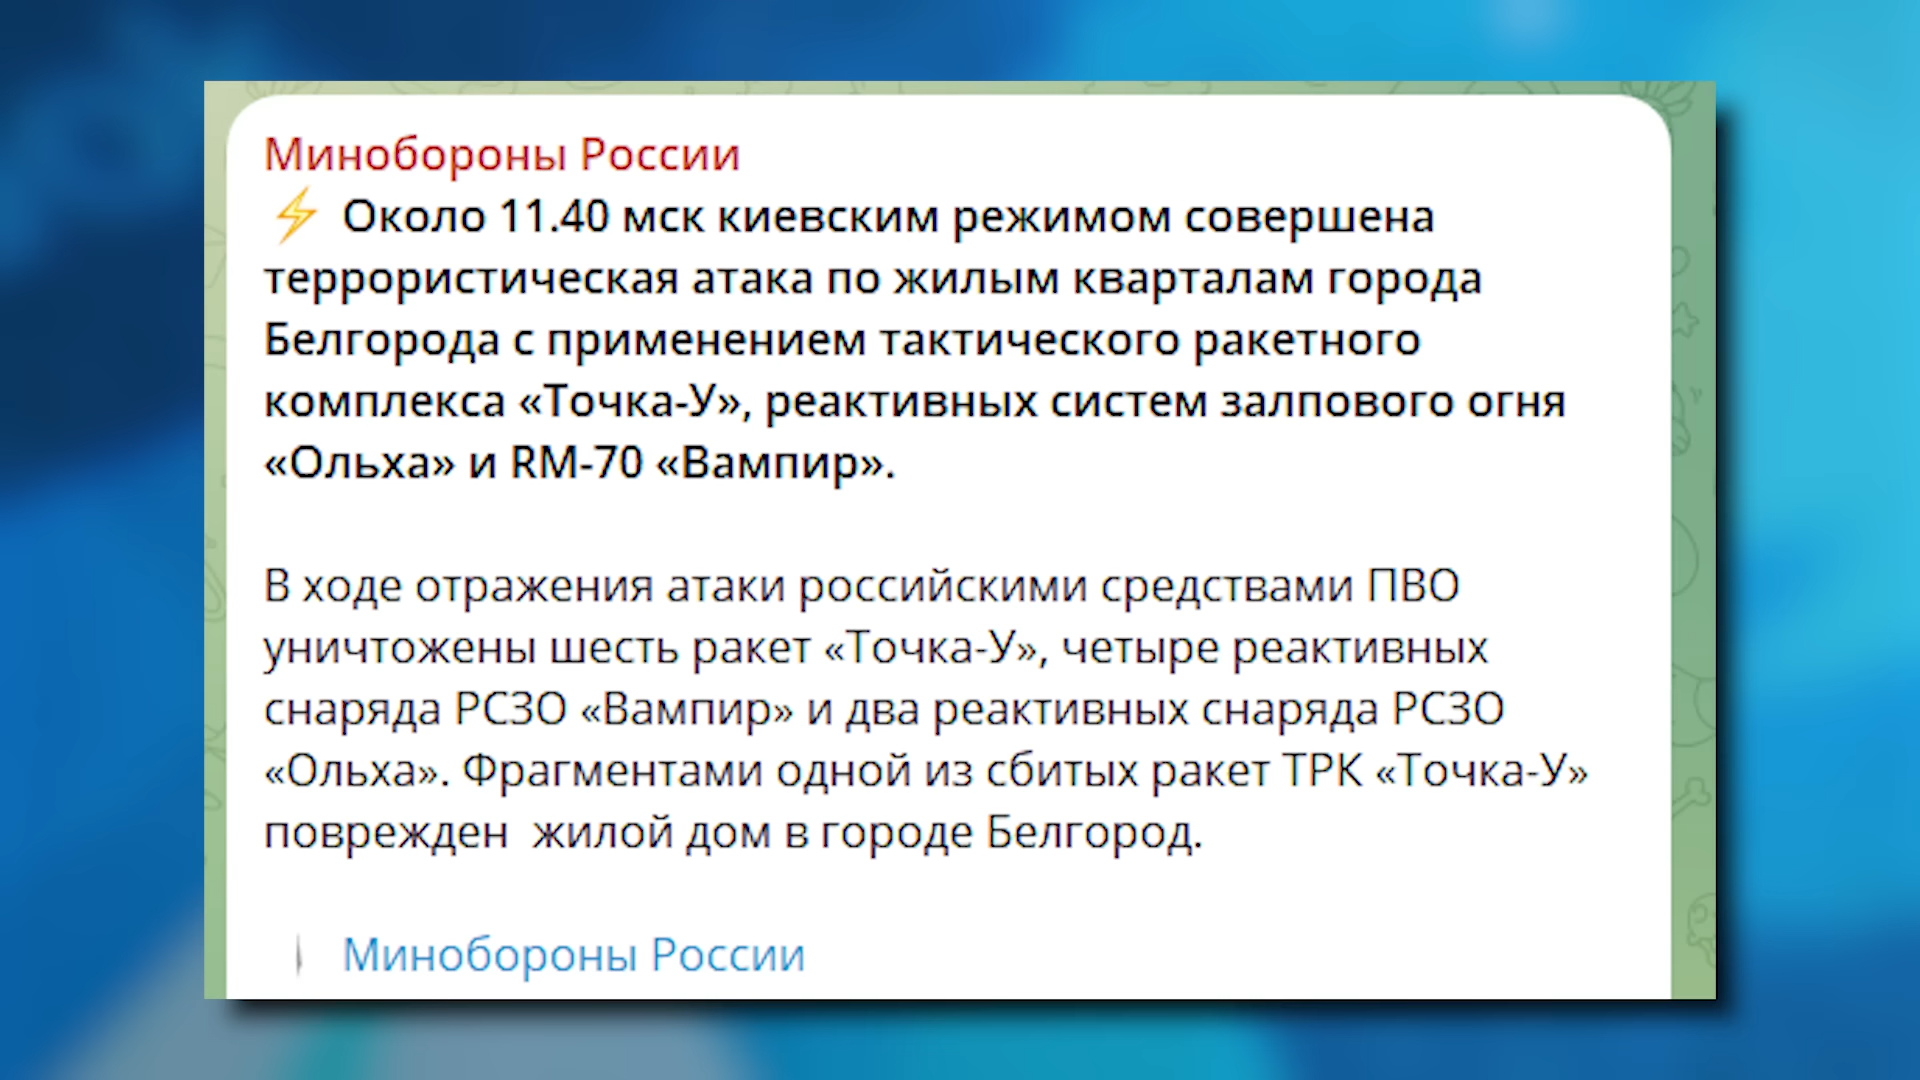 Минобороны России
⚡ Около 11.40 мск киевским режимом совершена
террористическая атака по жилым кварталам города
Белгорода с применением тактического ракетного
комплекса «Точка-У», реактивных систем залпового огня
«Ольха» и RM-70 «Вампир».
В ходе отражения атаки российскими средствами ПВО
уничтожены шесть ракет «Точка-У», четыре реактивных
снаряда РСЗО «Вампир» и два реактивных снаряда РСЗО
«Ольха». Фрагментами одной из сбитых ракет ТРК «Точка-У»
поврежден  жилой дом в городе Белгород.
Минобороны России